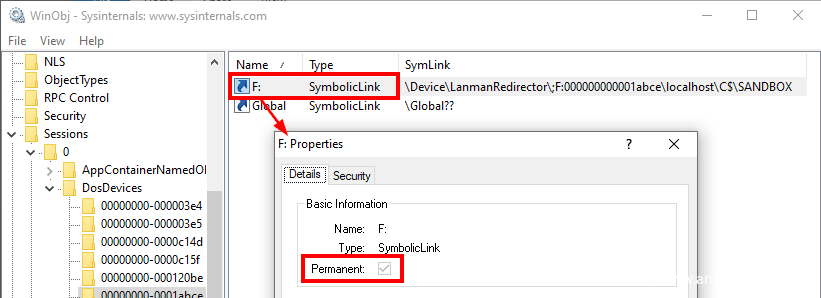 WinObj - Sysinternals: www.sysinternals.com
File View Help
NLS
ObjectTypes
RPC Control
Security
Sessions
0
AppContainerNamedOl
DosDevices
00000000-000003e4
00000000-000003e5
00000000-0000c14d
00000000-0000c15f
00000000-000120be
00000000-0001abce
Name Type SymLink
F: SymbolicLink \Device\LanmanRedirector\;F:000000000001abce\localhost\C$\SANDBOX
Global SymbolicLink \Global??
F: Properties
Details Security
Basic Information
Name: F:
Type: SymbolicLink
Permanent: